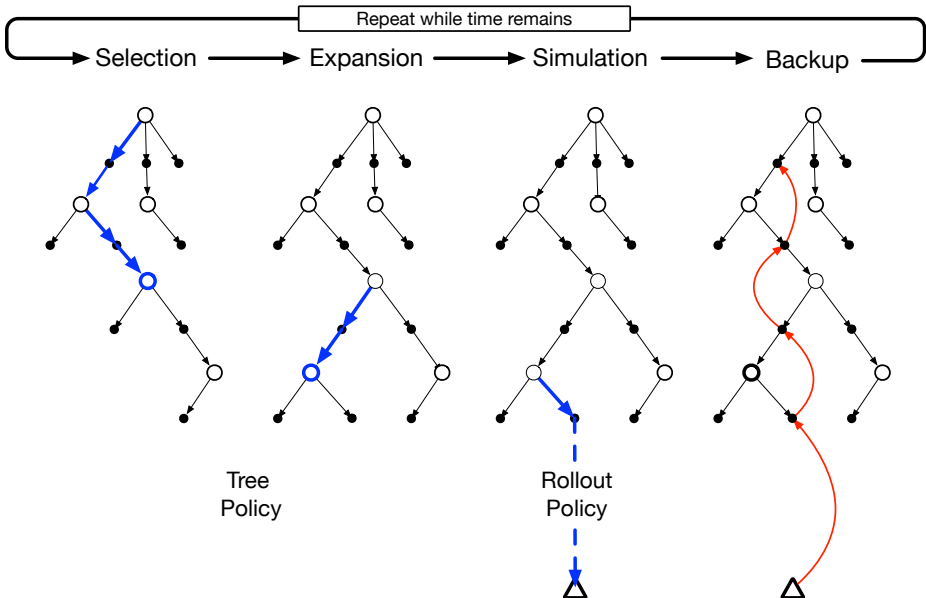 Repeat while time remains
Selection
Expansion
Simulation
Backup
Tree
Policy
Rollout
Policy